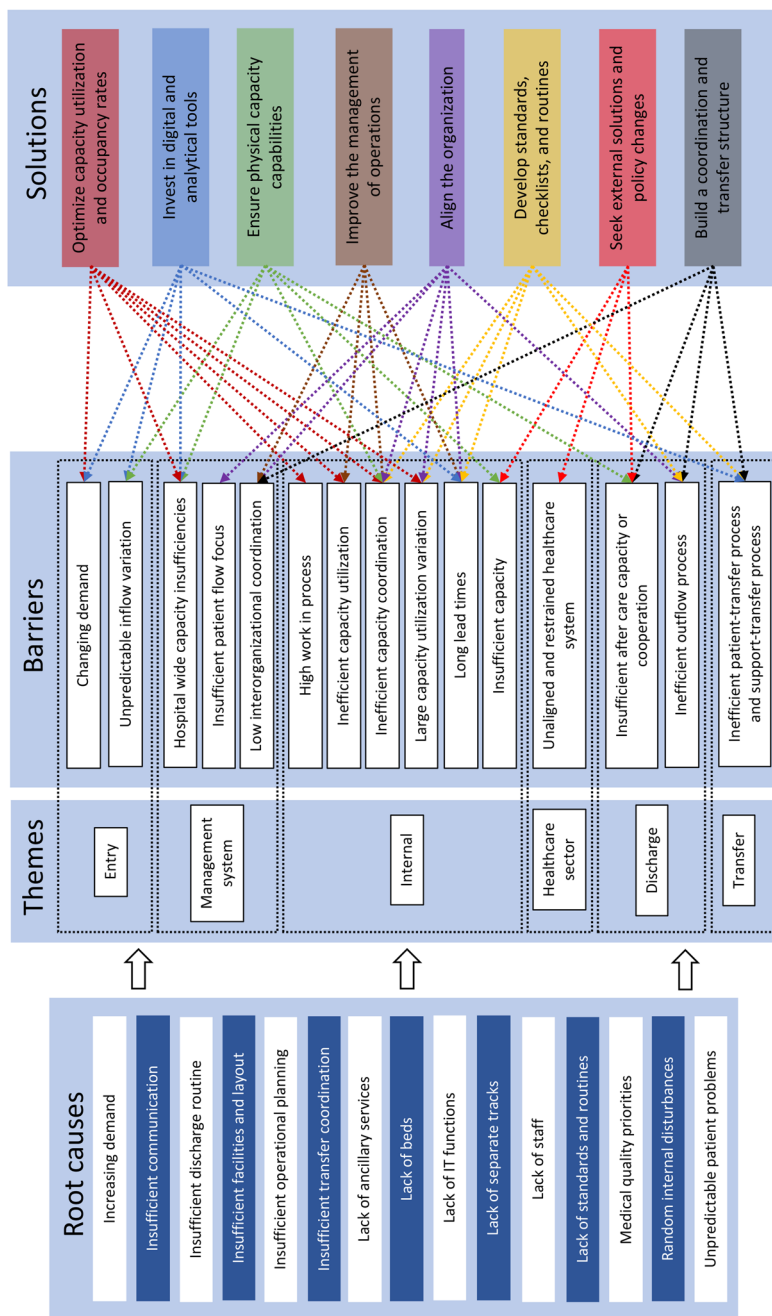 Root causes
Increasing demand
Insufficient communication
Insufficient discharge routine
Insufficient facilities and layout
Insufficient operational planning
Insufficient transfer coordination
Lack of ancillary services
Lack of beds
Lack of IT functions
Lack of separate tracks
Lack of staff
Lack of standards and routines
Medical quality priorities
Random internal disturbances
Unpredictable patient problems
Themes
Entry
Management
system
Internal
Healthcare
sector
Discharge
Transfer
Barriers
Changing demand
Unpredictable inflow variation
Hospital wide capacity insufficiencies
Insufficient patient flow focus
Low interorganizational coordination
High work in process
Inefficient capacity utilization
Inefficient capacity coordination
Large capacity utilization variation
Long lead times
Insufficient capacity
Unaligned and restrained healthcare
system
Insufficient after care capacity or
cooperation
Inefficient outflow process
Inefficient patient-transfer process
and support-transfer process
Solutions
Optimize capacity utilization
and occupancy rates
Invest in digital and
analytical tools
Ensure physical capacity
capabilities
Improve the management
of operations
Align the organization
Develop standards,
checklists, and routines
Seek external solutions and
policy changes
Build a coordination and
transfer structure